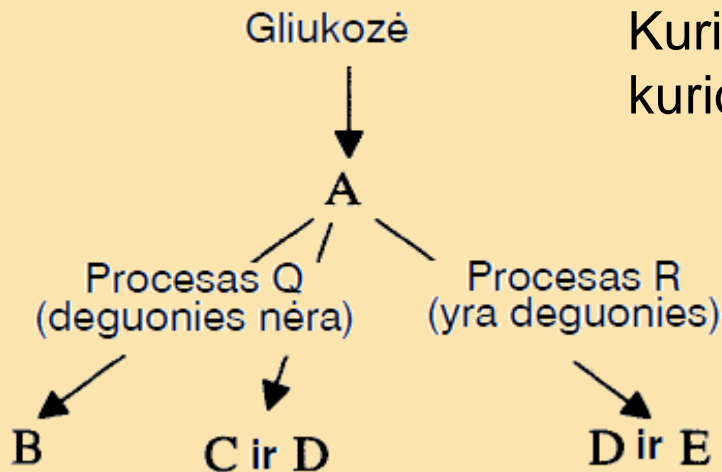 Gliukozė
A
Procesas Q
(deguonies nėra)
Procesas R
(yra deguonies)
B
C ir D
D ir E